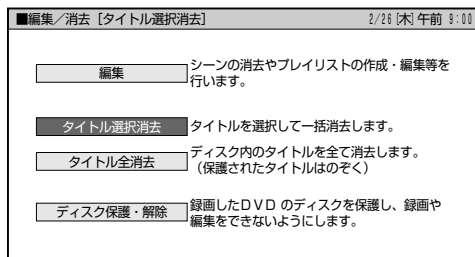 ■編集／消去［タイトル選択消去］ 2/26[木]午前 9:00
編集 シーンの消去やプレイリストの作成・編集等を
行います。
タイトル選択消去 タイトルを選択して一括消去します。
タイトル全消去 ディスク内のタイトルを全て消去します。
（保護されたタイトルはのぞく）
ディスク保護・解除 録画したＤＶＤ のディスクを保護し、録画や
編集をできないようにします。